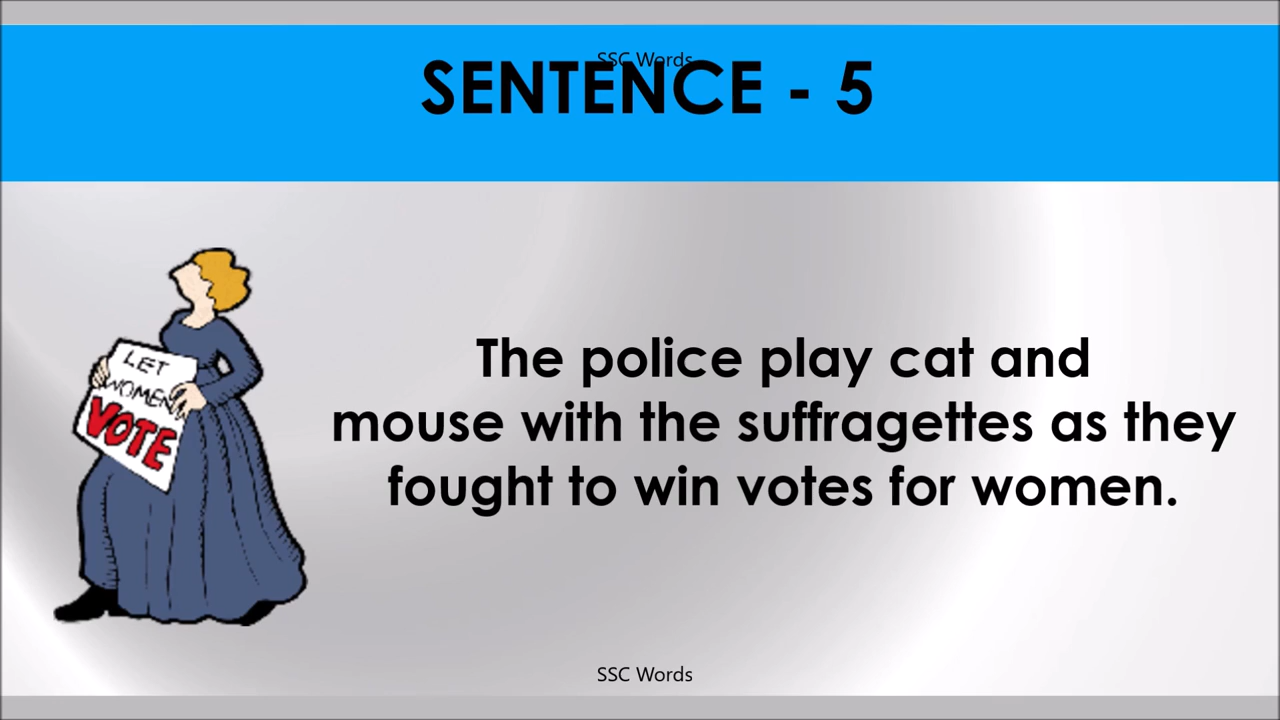 SSC Words
SENTENCE - 5
LET
WOMEN
VOTE
The police play cat and
mouse with the suffragettes as they
fought to win votes for women.
SSC Words